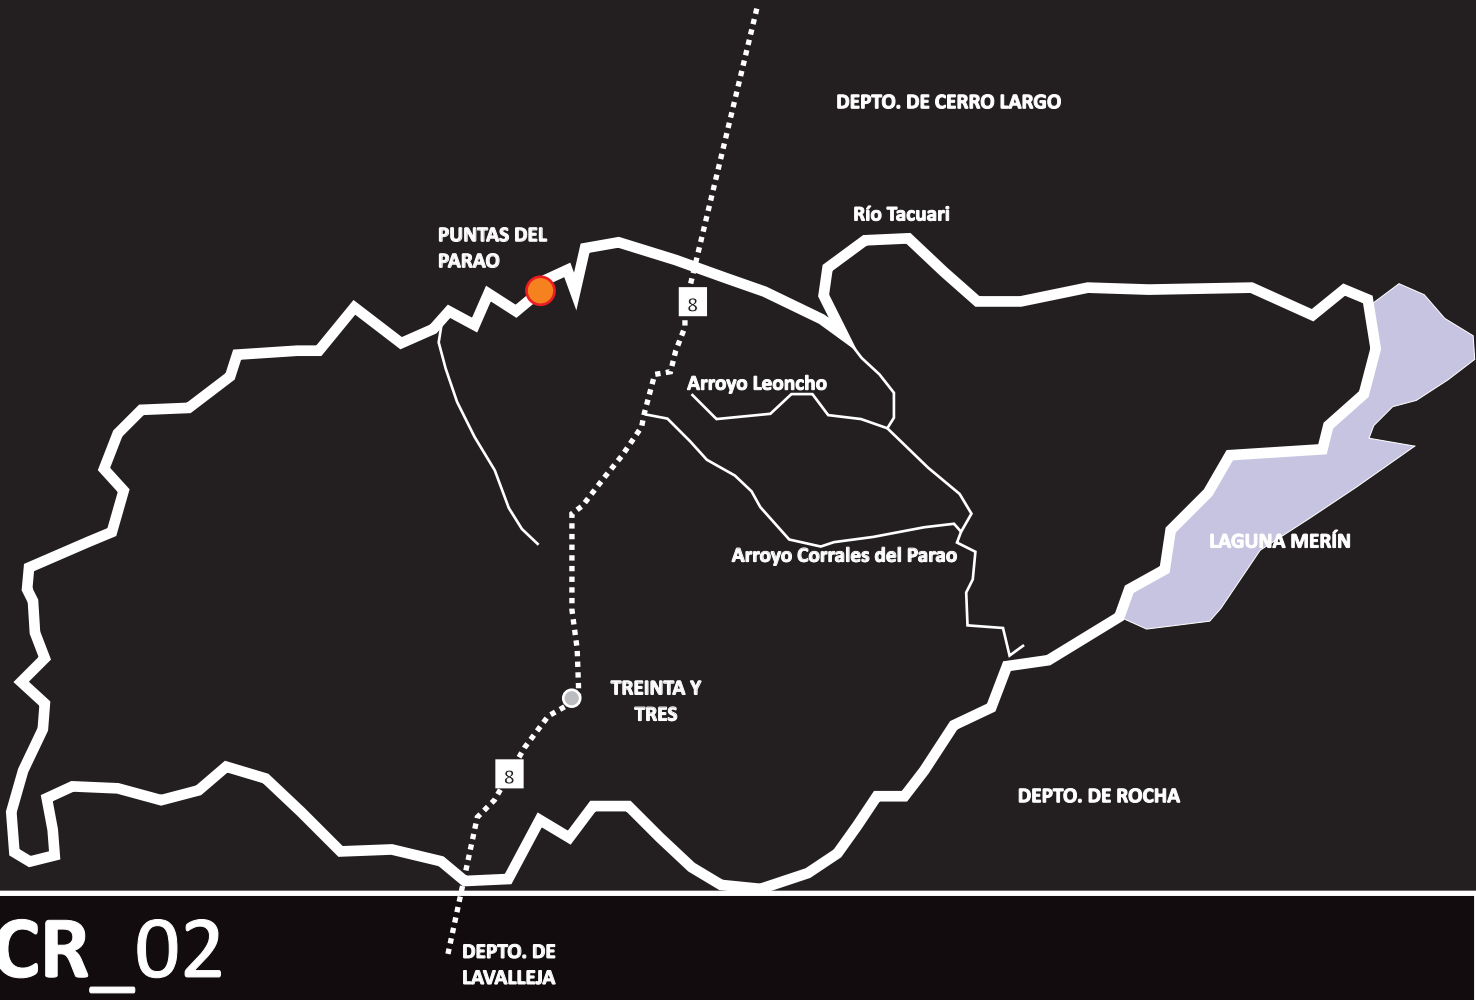 DEPTO. DE CERRO LARGO
Río Tacuari
PUNTAS DEL
PARAO
8
Arroyo Leoncho
LAGUNA MERÍN
Arroyo Corrales del Parao
TREINTA Y
TRES
8
DEPTO. DE ROCHA
CR_02
DEPTO. DE
LAVALLEJA